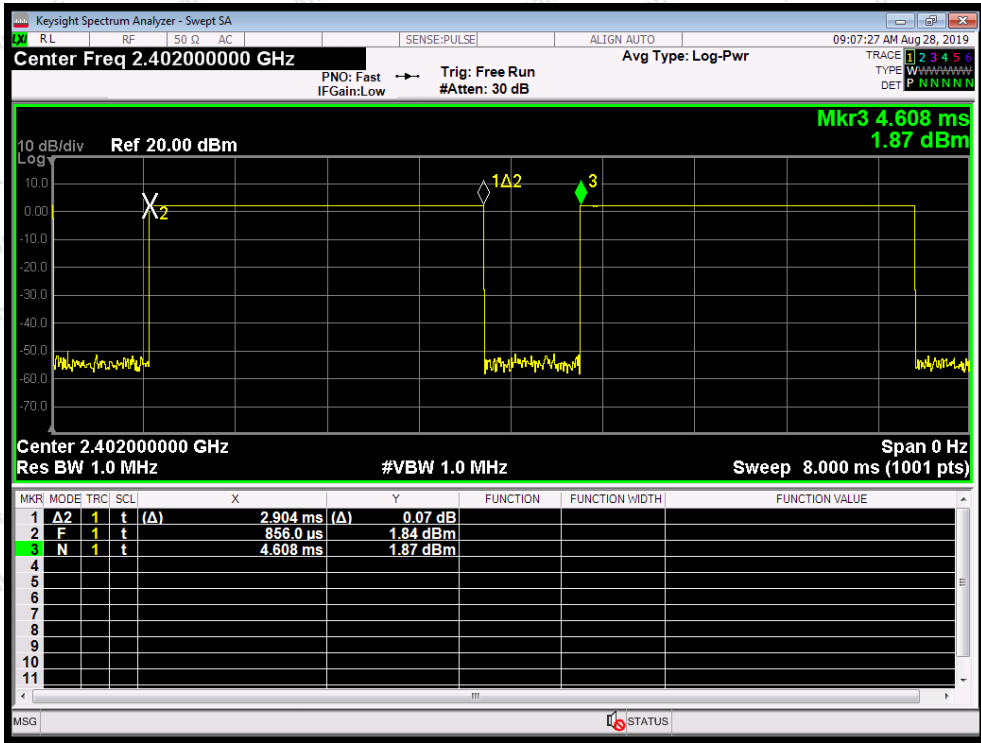 Keysight Spectrum Analyzer - Swept SA
LXI RL RF 50 Ω AC SENSE:PULSE ALIGN AUTO 09:07:27 AM Aug 28, 2019
Center Freq 2.402000000 GHz
Avg Type: Log-Pwr
TRACE 1 2 3 4 5 6
PNO: Fast Trig: Free Run
TYPE WWWWWW
IFGain:Low #Atten: 30 dB
DET P N N N N N
Mkr3 4.608 ms
1.87 dBm
10 dB/div Ref 20.00 dBm
Log
10.0
0.00
-10.0
-20.0
-30.0
-40.0
-50.0
-60.0
-70.0
X2
1Δ2
3
Center 2.402000000 GHz Span 0 Hz
Res BW 1.0 MHz #VBW 1.0 MHz Sweep 8.000 ms (1001 pts)
MKR MODE TRC SCL X Y FUNCTION FUNCTION WIDTH FUNCTION VALUE
1 Δ2 1 t (Δ) 2.904 ms (Δ) 0.07 dB
2 F 1 t 856.0 µs 1.84 dBm
3 N 1 t 4.608 ms 1.87 dBm
4
5
6
7
8
9
10
11
MSG STATUS